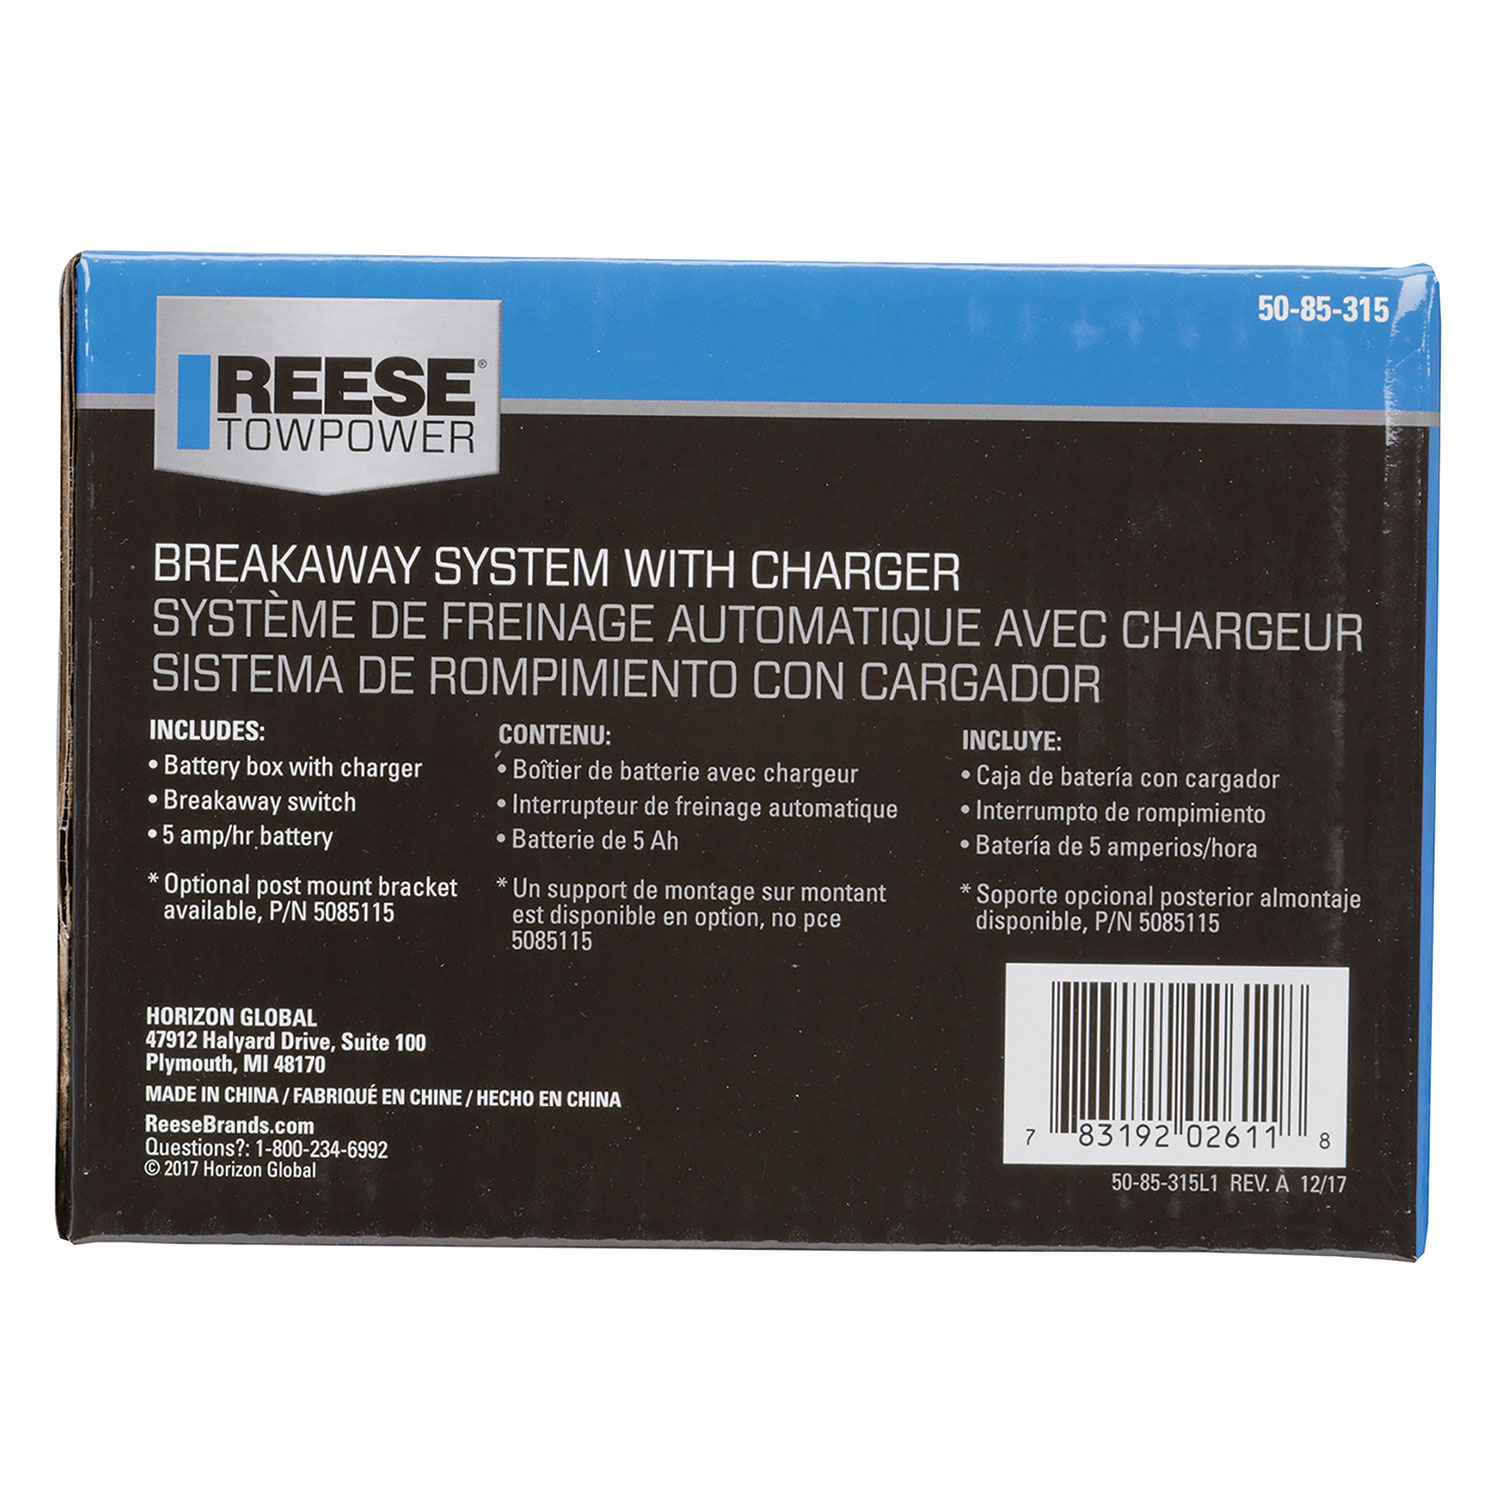 50-85-315
REESE®
TOWPOWER
BREAKAWAY SYSTEM WITH CHARGER
SYSTÈME DE FREINAGE AUTOMATIQUE AVEC CHARGEUR
SISTEMA DE ROMPIMIENTO CON CARGADOR
INCLUDES:
• Battery box with charger
• Breakaway switch
• 5 amp/hr battery
* Optional post mount bracket
available, P/N 5085115
CONTENU:
• Boîtier de batterie avec chargeur
• Interrupteur de freinage automatique
• Batterie de 5 Ah
* Un support de montage sur montant
est disponible en option, no pce
5085115
INCLUYE:
• Caja de batería con cargador
• Interrumpto de rompimiento
• Batería de 5 amperios/hora
* Soporte opcional posterior almontaje
disponible, P/N 5085115
HORIZON GLOBAL
47912 Halyard Drive, Suite 100
Plymouth, MI 48170
MADE IN CHINA / FABRIQUÉ EN CHINE / HECHO EN CHINA
ReeseBrands.com
Questions?: 1-800-234-6992
© 2017 Horizon Global
7 83192 02611 8
50-85-315L1 REV. A 12/17